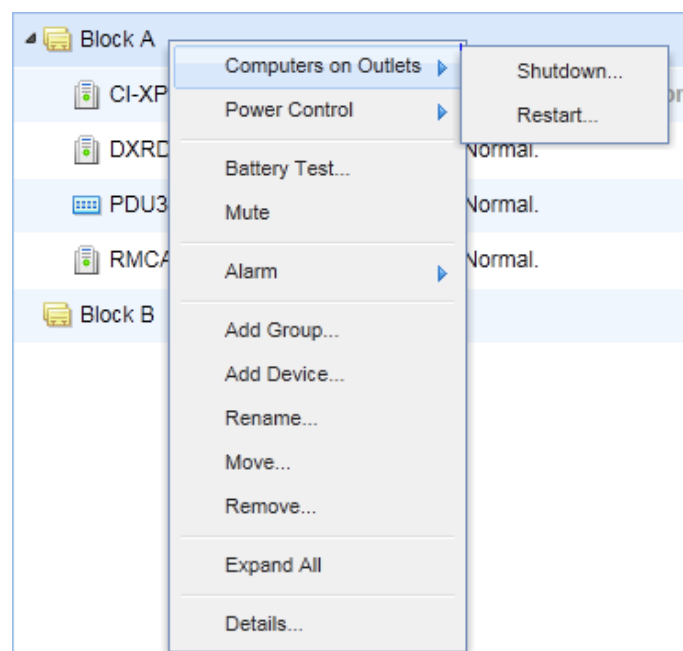 Block A
Computers on Outlets
Shutdown...
CI-XP
Power Control
Restart...
DXRD
Normal.
Battery Test...
PDU3
Mute
Normal.
RMCA
Alarm
Normal.
Block B
Add Group...
Add Device...
Rename...
Move...
Remove...
Expand All
Details...